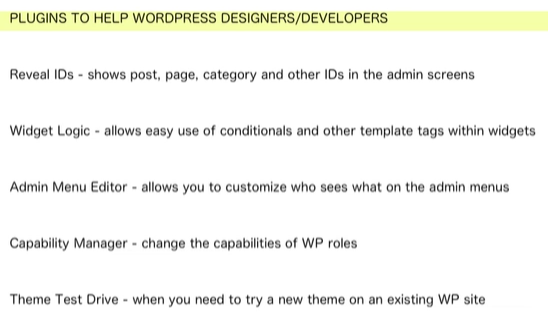 PLUGINS TO HELP WORDPRESS DESIGNERS/DEVELOPERS
Reveal IDs - shows post, page, category and other IDs in the admin screens
Widget Logic - allows easy use of conditionals and other template tags within widgets
Admin Menu Editor - allows you to customize who sees what on the admin menus
Capability Manager - change the capabilities of WP roles
Theme Test Drive - when you need to try a new theme on an existing WP site